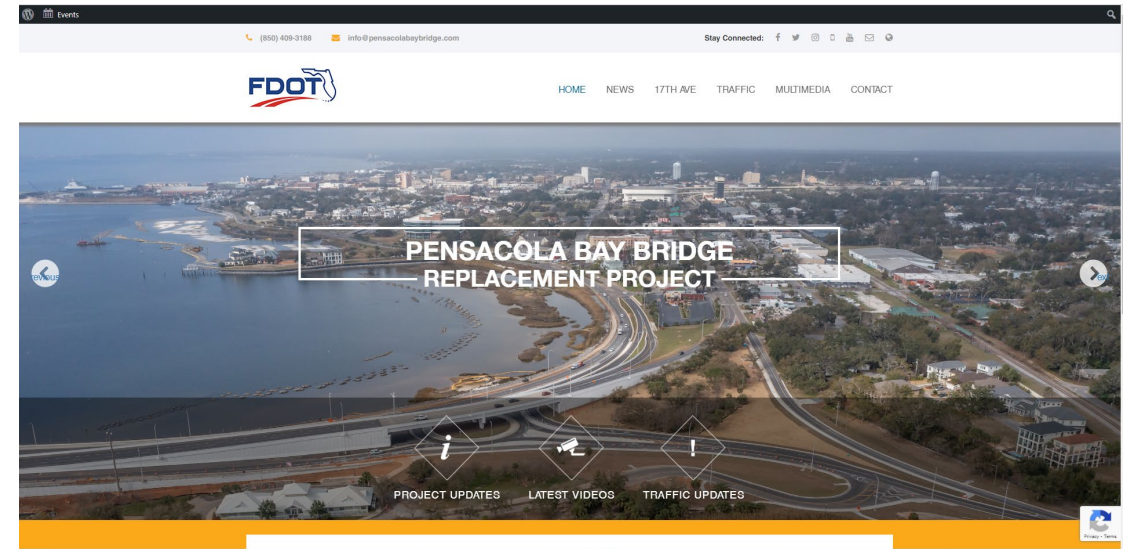 Events
(850) 409-3188 info@pensacolabaybridge.com Stay Connected:
FDOT
HOME NEWS 17TH AVE TRAFFIC MULTIMEDIA CONTACT
PENSACOLA BAY BRIDGE
REPLACEMENT PROJECT
PROJECT UPDATES LATEST VIDEOS TRAFFIC UPDATES
Privacy - Terms